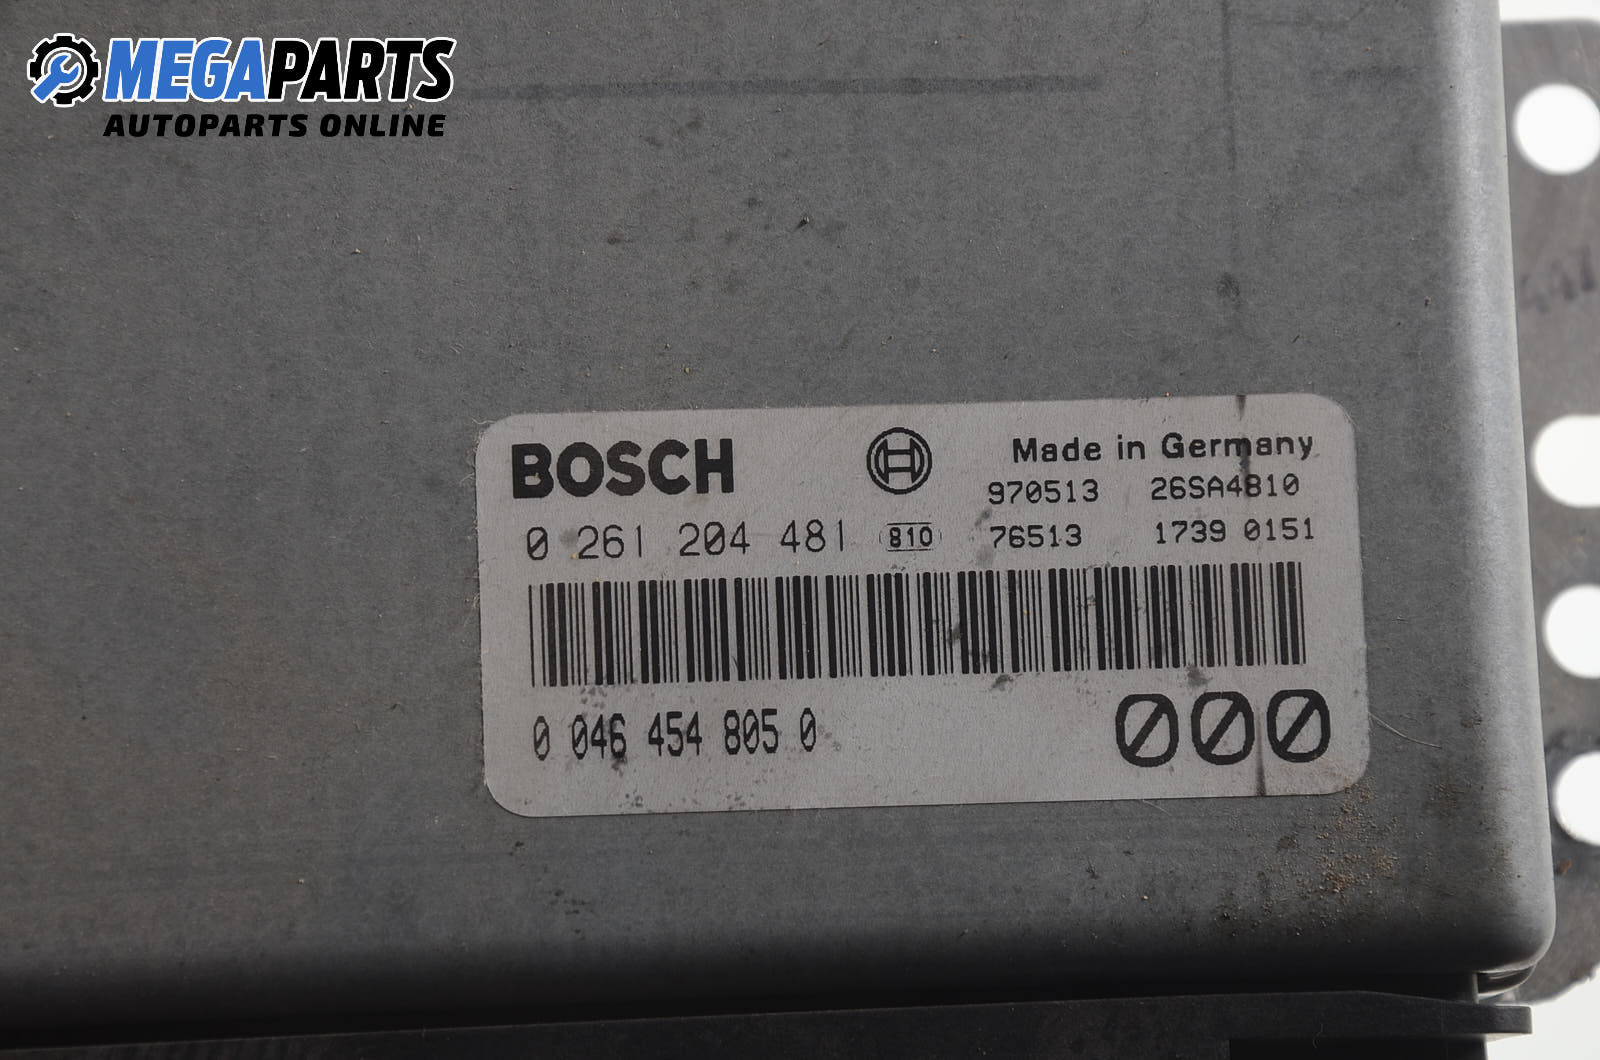 MEGAPARTS
AUTOPARTS ONLINE
BOSCH Made in Germany
970513 26SA4810
0 261 204 481 810 76513 1739 0151
0 046 454 805 0 000